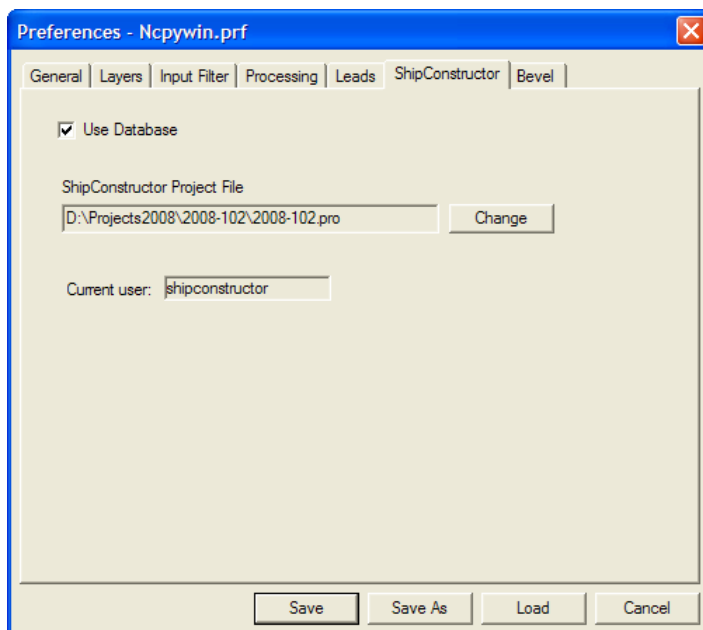 Preferences - Ncpywin.prf
General Layers Input Filter Processing Leads ShipConstructor Bevel
Use Database
ShipConstructor Project File
D:\Projects2008\2008-102\2008-102.pro Change
Current user: shipconstructor
Save Save As Load Cancel